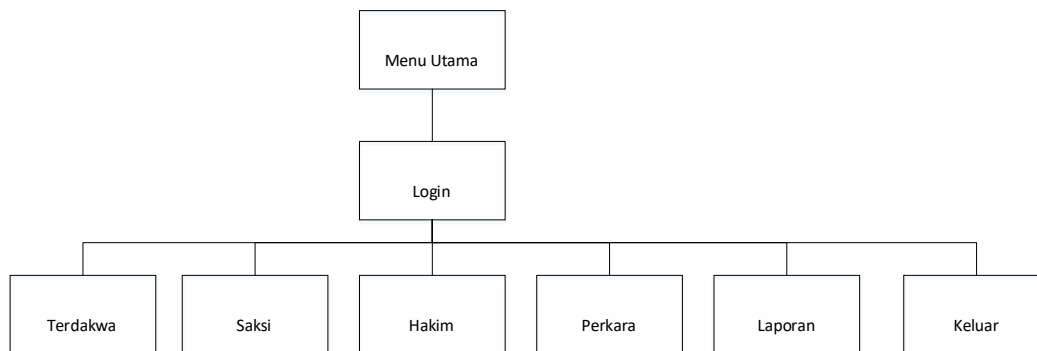 Menu Utama
Login
Terdakwa
Saksi
Hakim
Perkara
Laporan
Keluar